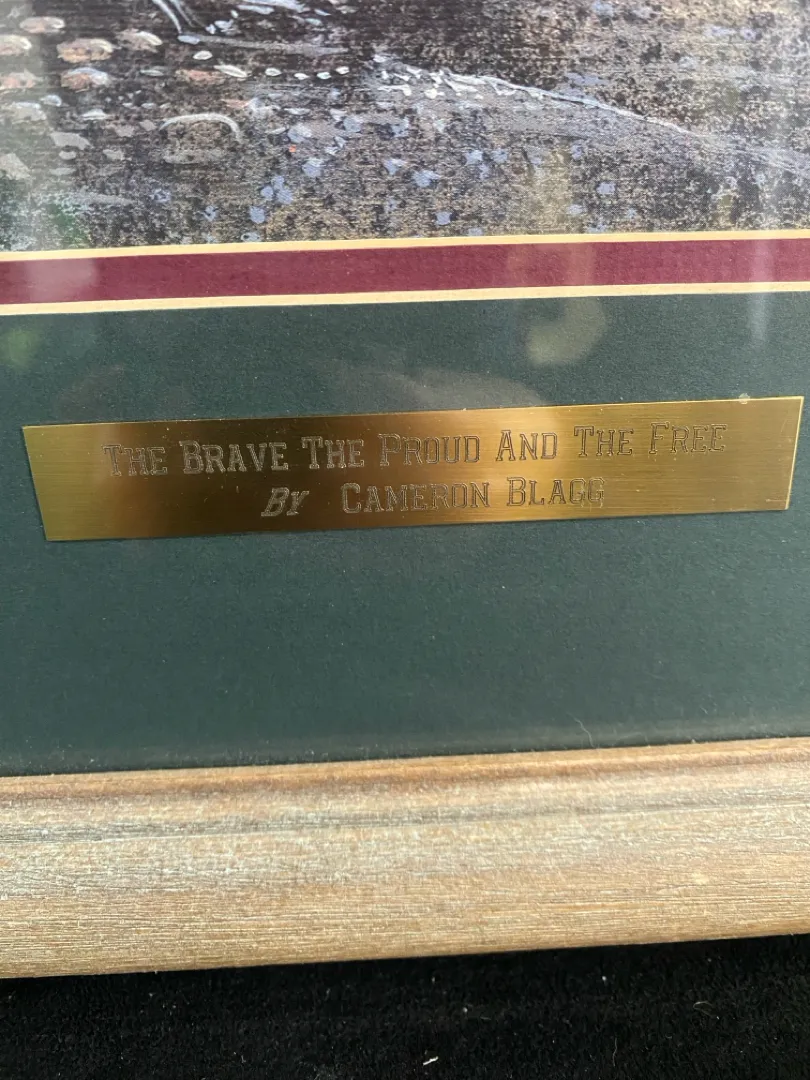 The Brave The Proud And The Free
By Cameron Blagg